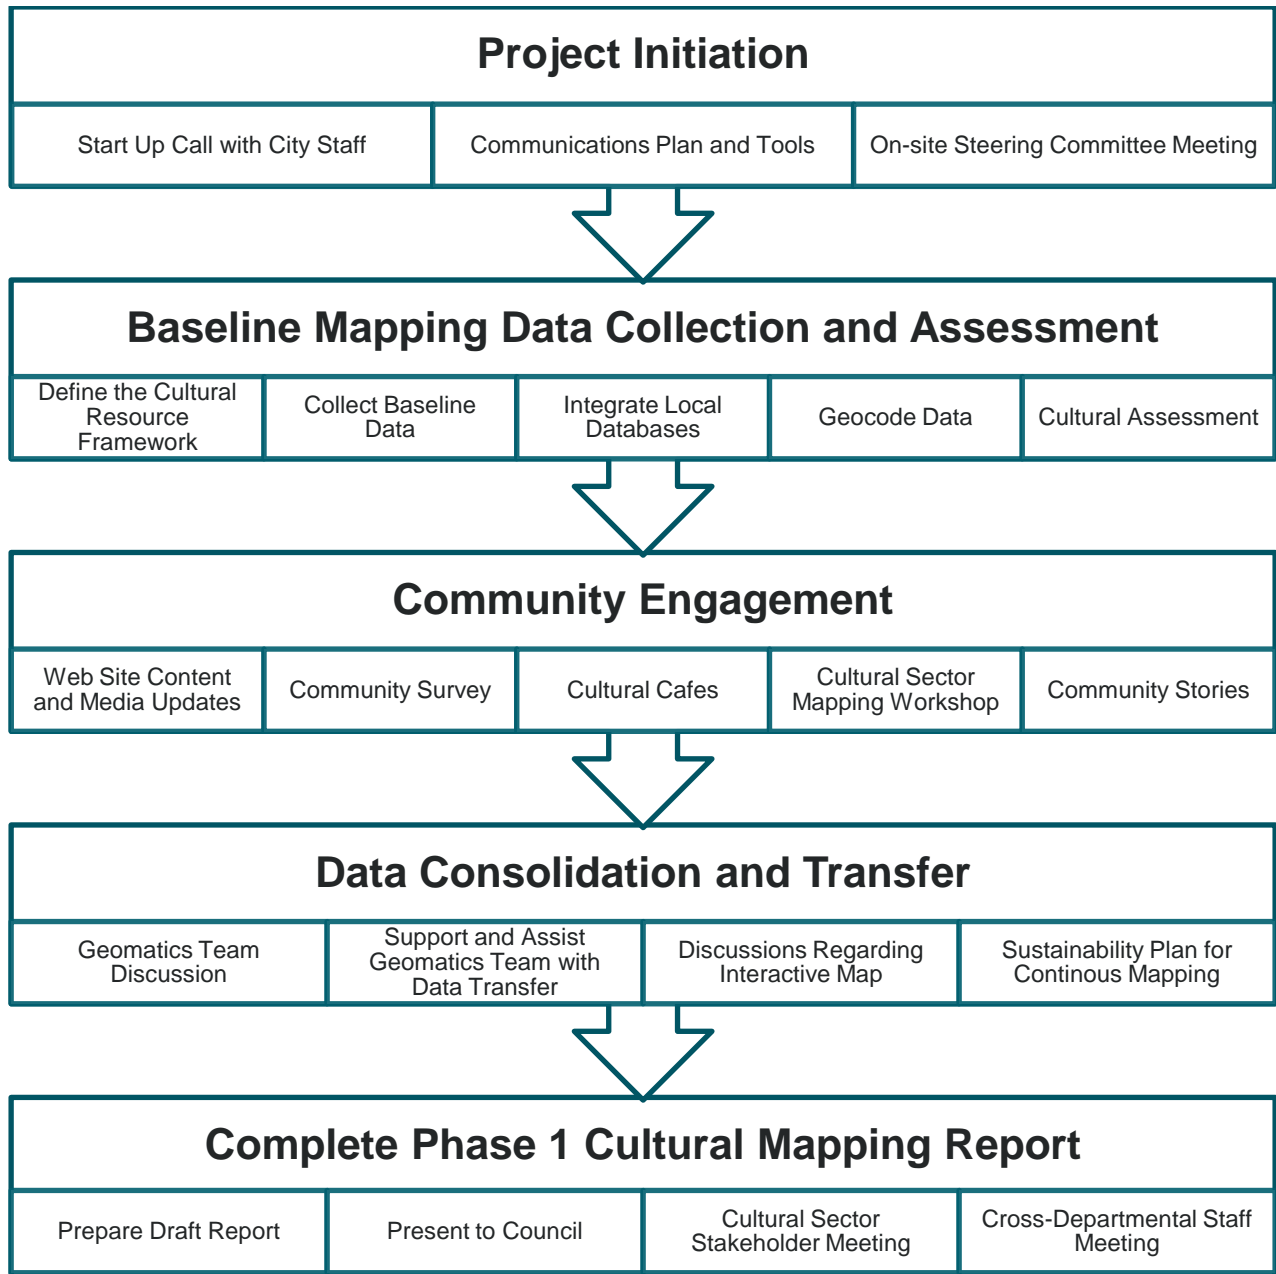 Project Initiation
Start Up Call with City Staff
Communications Plan and Tools
On-site Steering Committee Meeting
Baseline Mapping Data Collection and Assessment
Define the Cultural
Resource
Framework
Collect Baseline
Data
Integrate Local
Databases
Geocode Data
Cultural Assessment
Community Engagement
Web Site Content
and Media Updates
Community Survey
Cultural Cafes
Cultural Sector
Mapping Workshop
Community Stories
Data Consolidation and Transfer
Geomatics Team
Discussion
Support and Assist
Geomatics Team with
Data Transfer
Discussions Regarding
Interactive Map
Sustainability Plan for
Continous Mapping
Complete Phase 1 Cultural Mapping Report
Prepare Draft Report
Present to Council
Cultural Sector
Stakeholder Meeting
Cross-Departmental Staff
Meeting